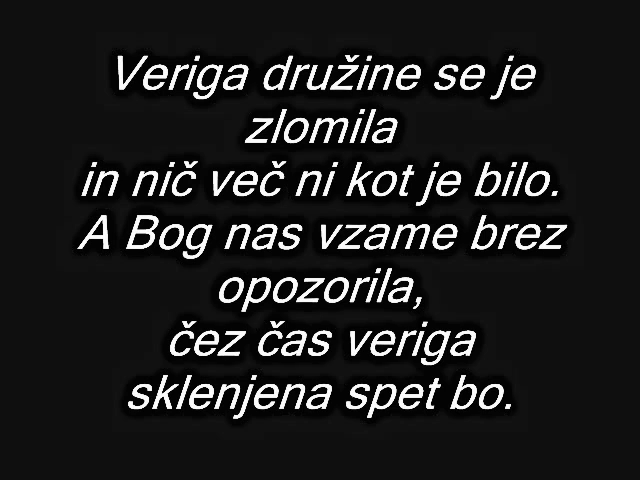 Veriga družine se je
zlomila
in nič več ni kot je bilo.
A Bog nas vzame brez
opozorila,
čez čas veriga
sklenjena spet bo.